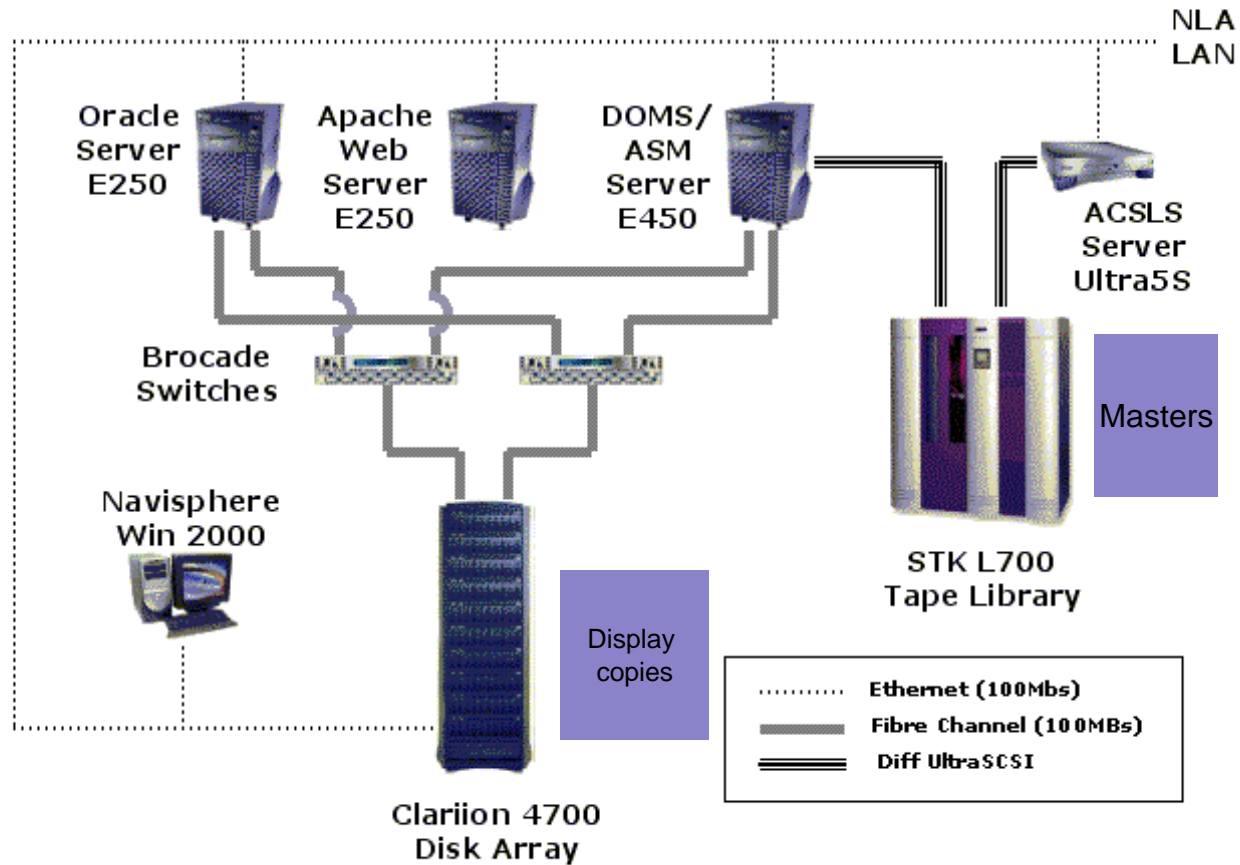 NLA
LAN
Oracle
Server
E250
Apache
Web
Server
E250
DOMS/
ASM
Server
E450
ACSLS
Server
Ultra5S
Brocade
Switches
Masters
Navisphere
Win 2000
STK L700
Tape Library
Display
copies
Ethernet (100Mbs)
Fibre Channel (100MBs)
Diff UltraSCSI
Clariion 4700
Disk Array